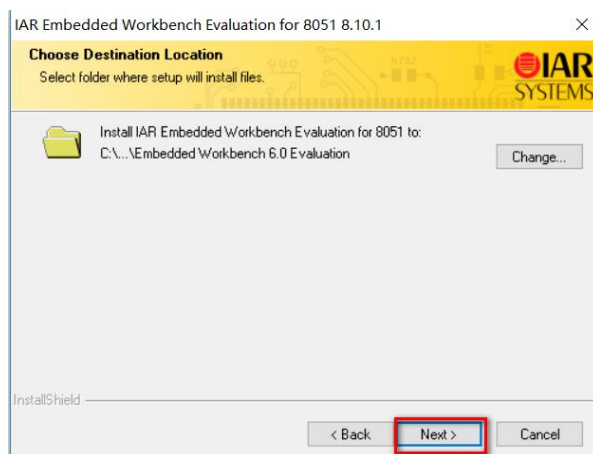 IAR Embedded Workbench Evaluation for 8051 8.10.1
Choose Destination Location
Select folder where setup will install files.
IAR
SYSTEMS
Install IAR Embedded Workbench Evaluation for 8051 to:
C:\...\Embedded Workbench 6.0 Evaluation
Change...
InstallShield
< Back
Next >
Cancel